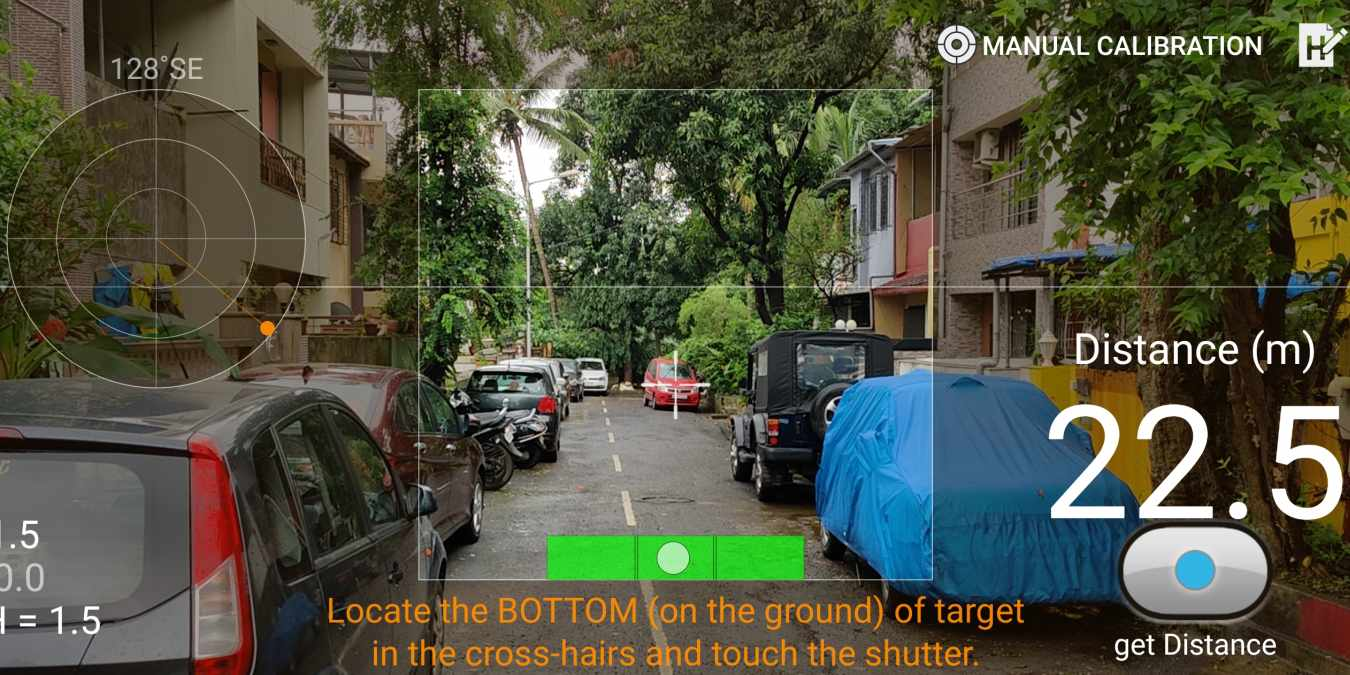 128°SE
MANUAL CALIBRATION
H
Distance (m)
22.5
1.5
0.0
H = 1.5
Locate the BOTTOM (on the ground) of target
in the cross-hairs and touch the shutter.
get Distance